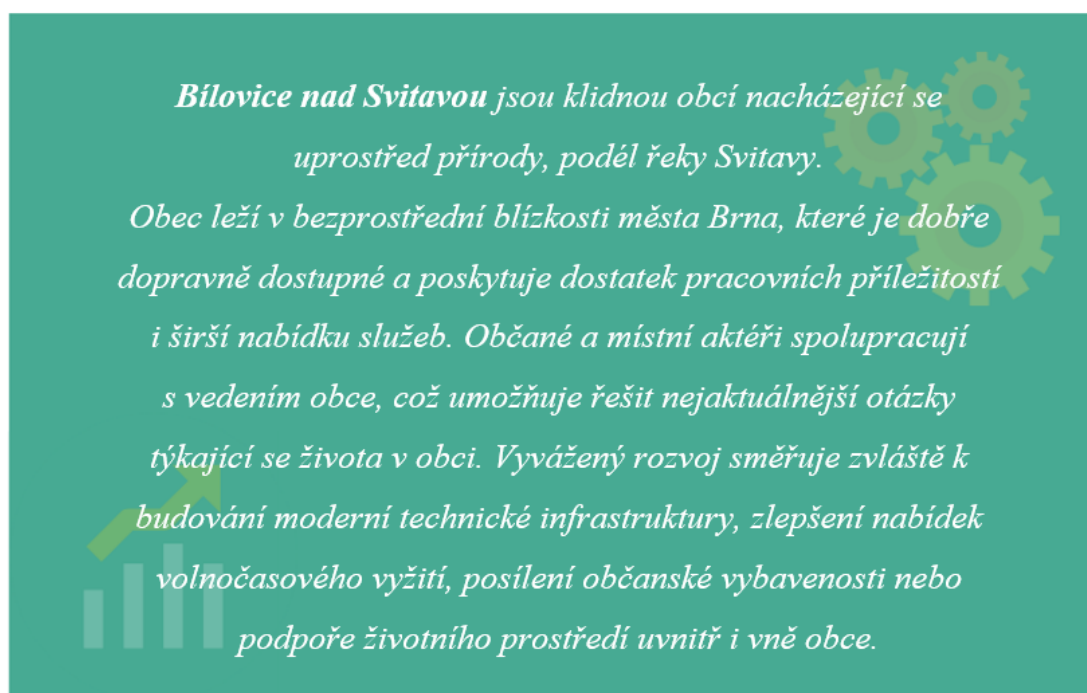 Bílovice nad Svitavou jsou klidnou obcí nacházející se
uprostřed přírody, podél řeky Svitavy.
Obec leží v bezprostřední blízkosti města Brna, které je dobře
dopravně dostupné a poskytuje dostatek pracovních příležitostí
i širší nabídku služeb. Občané a místní aktéři spolupracují
s vedením obce, což umožňuje řešit nejaktuálnější otázky
týkající se života v obci. Vyvážený rozvoj směřuje zvláště k
budování moderní technické infrastruktury, zlepšení nabídek
volnočasového vyžití, posílení občanské vybavenosti nebo
podpoře životního prostředí uvnitř i vně obce.